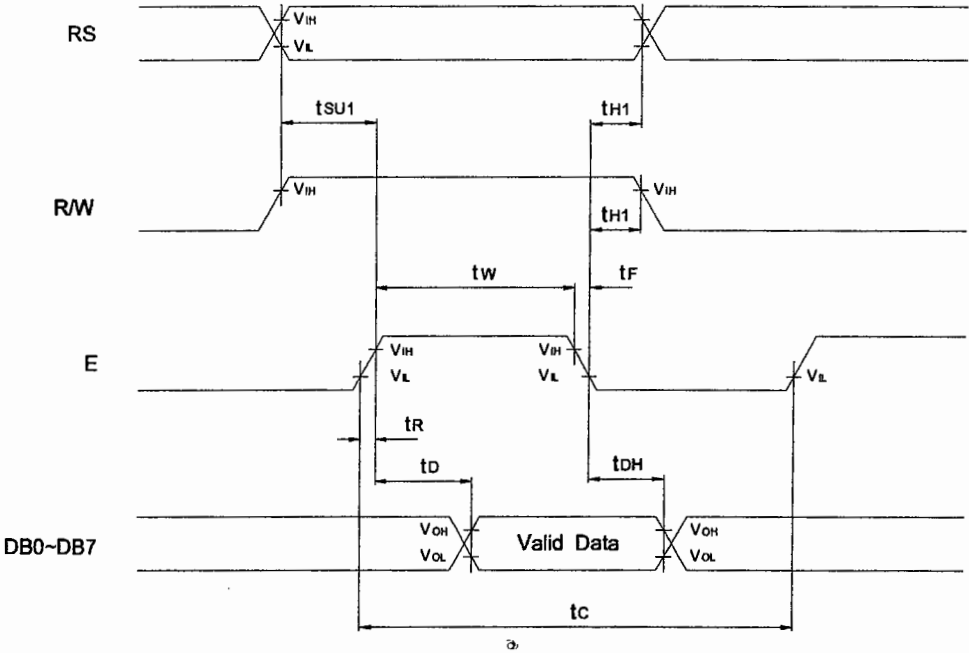 RS
VIH
VIL
tSU1
tH1
R/W
VIH
VIH
tH1
tW
tF
E
VIH
VIH
VIL
VIL
VIL
tR
tD
tDH
DB0~DB7
VOH
Valid Data
VOH
VOL
VOL
tC